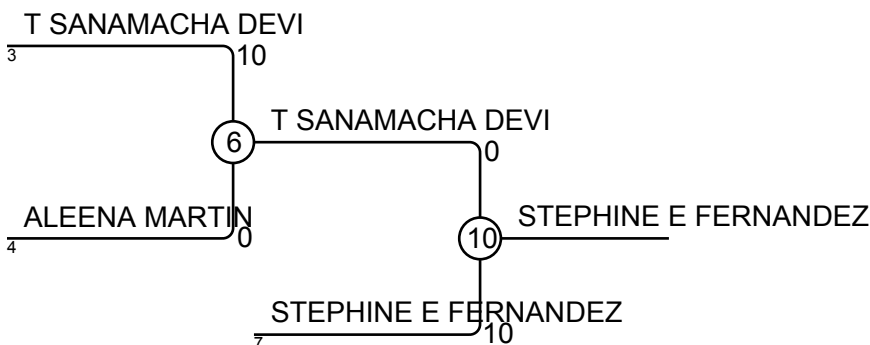 T SANAMACHA DEVI
3
10
T SANAMACHA DEVI
6
0
ALEENA MARTIN
4
0
STEPHINE E FERNANDEZ
10
STEPHINE E FERNANDEZ
7
10